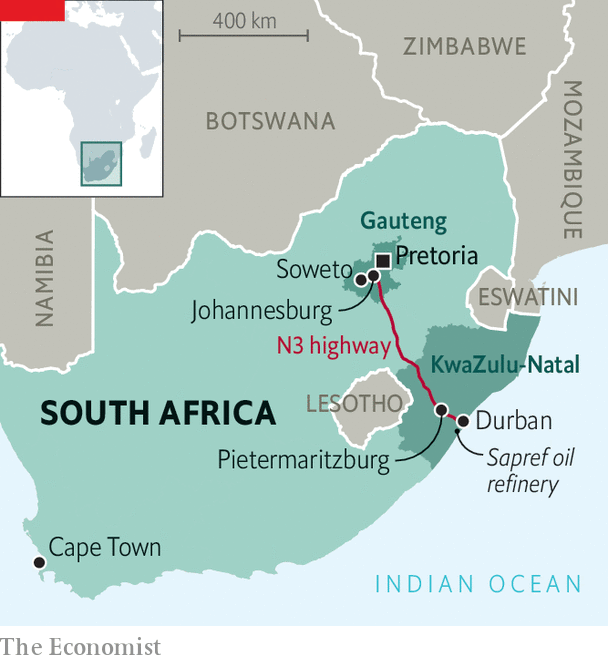 400 km
ZIMBABWE
BOTSWANA
MOZAMBIQUE
NAMIBIA
Gauteng
Pretoria
Soweto
Johannesburg
ESWATINI
N3 highway
KwaZulu-Natal
LESOTHO
SOUTH AFRICA
Durban
Pietermaritzburg
Sapref oil
refinery
Cape Town
INDIAN OCEAN
The Economist